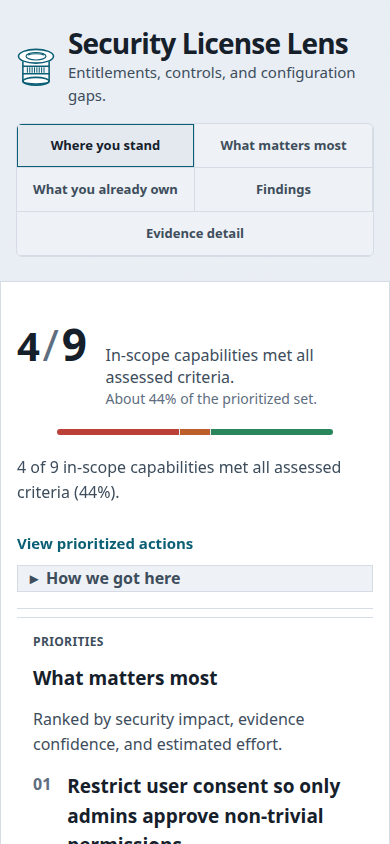 Security License Lens
Entitlements, controls, and configuration
gaps.
Where you stand
What matters most
What you already own
Findings
Evidence detail
4/9
In-scope capabilities met all
assessed criteria.
About 44% of the prioritized set.
4 of 9 in-scope capabilities met all assessed
criteria (44%).
View prioritized actions
► How we got here
PRIORITIES
What matters most
Ranked by security impact, evidence
confidence, and estimated effort.
01 Restrict user consent so only
admins approve non-trivial
permissions